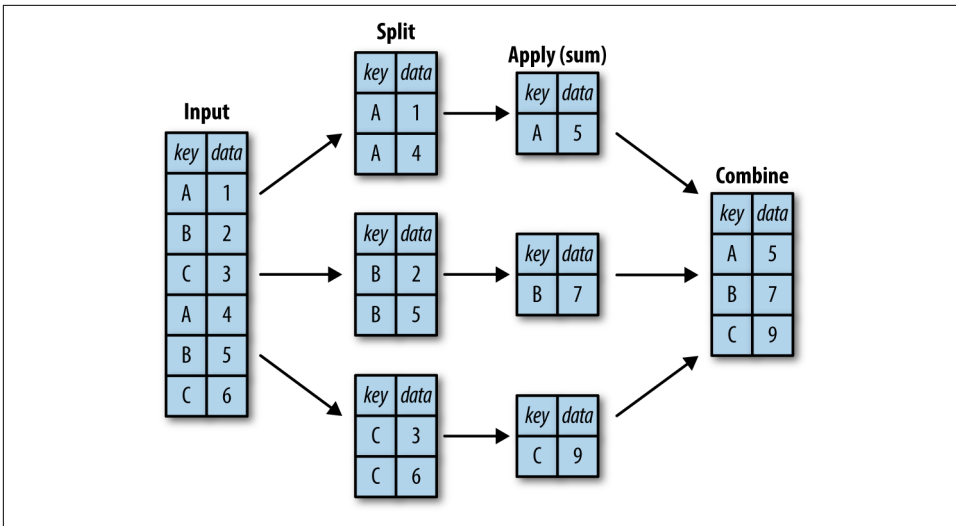 Input
key data
A 1
B 2
C 3
A 4
B 5
C 6
Split
key data
A 1
A 4
key data
B 2
B 5
key data
C 3
C 6
Apply (sum)
key data
A 5
key data
B 7
key data
C 9
Combine
key data
A 5
B 7
C 9